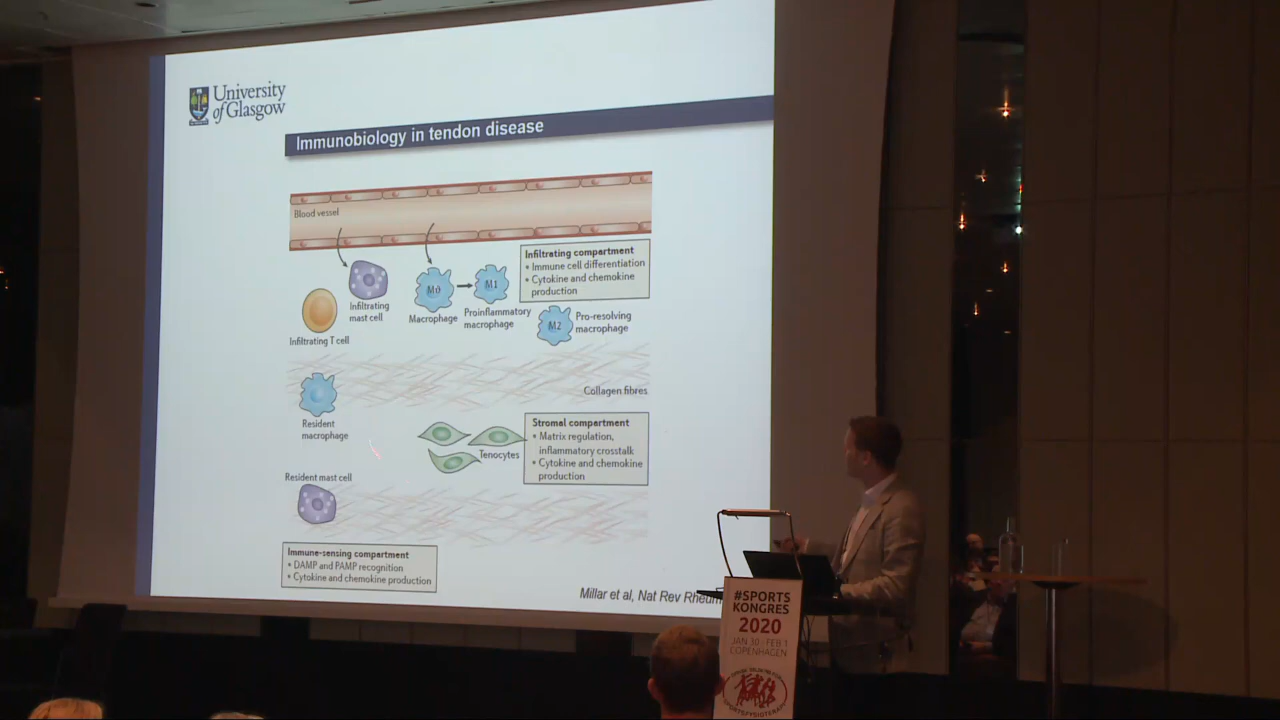 University
of Glasgow
Immunobiology in tendon disease
Blood vessel
Infiltrating compartment
• Immune cell differentiation
• Cytokine and chemokine
production
MØ
M1
Infiltrating
mast cell
Macrophage
Proinflammatory
macrophage
M2
Pro-resolving
macrophage
Infiltrating T cell
Collagen fibres
Resident
macrophage
Stromal compartment
• Matrix regulation,
inflammatory crosstalk
• Cytokine and chemokine
production
Tenocytes
Resident mast cell
Immune-sensing compartment
• DAMP and PAMP recognition
• Cytokine and chemokine production
Millar et al, Nat Rev
#SPORTS
KONGRES
2020
JAN 30 - FEB 1
COPENHAGEN